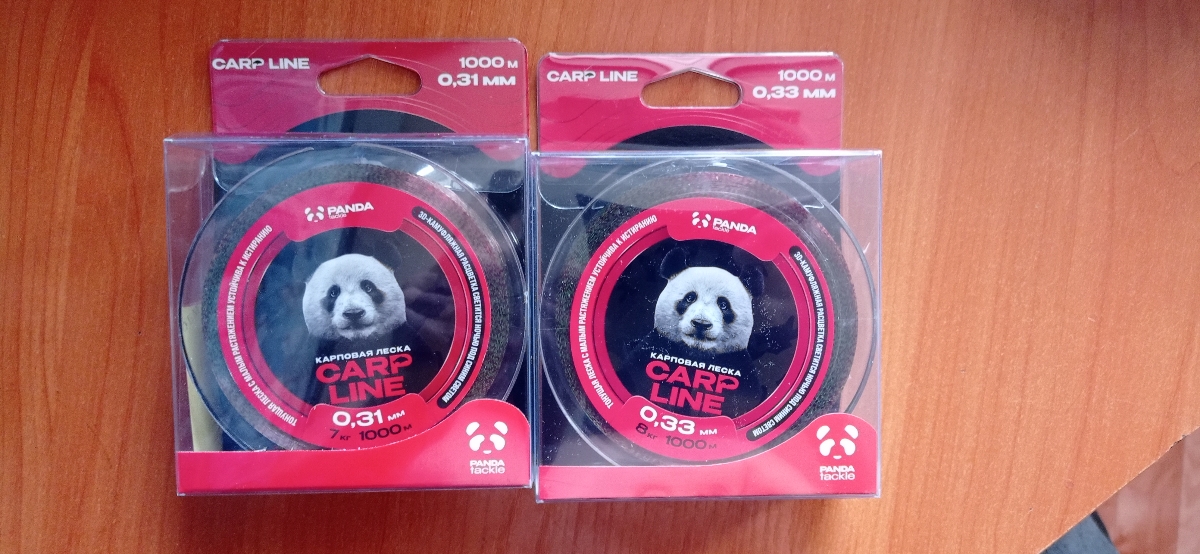 CARP LINE
1000 м
0,31 мм
PANDA
tackle
ТОНУЩАЯ ЛЕСКА С МАЛЫМ РАСТЯЖЕНИЕМ УСТОЙЧИВА К ИСТИРАНИЮ
3D-КАМУФЛЯЖНАЯ РАСЦВЕТКА СВЕТИТСЯ НОЧЬЮ ПОД СИНИМ СВЕТОМ
КАРПОВАЯ ЛЕСКА
CARP
LINE
0,31 мм
7 кг 1000 м
PANDA
tackle
CARP LINE
1000 м
0,33 мм
PANDA
tackle
ТОНУЩАЯ ЛЕСКА С МАЛЫМ РАСТЯЖЕНИЕМ УСТОЙЧИВА К ИСТИРАНИЮ
3D-КАМУФЛЯЖНАЯ РАСЦВЕТКА СВЕТИТСЯ НОЧЬЮ ПОД СИНИМ СВЕТОМ
КАРПОВАЯ ЛЕСКА
CARP
LINE
0,33 мм
8 кг 1000 м
PANDA
tackle